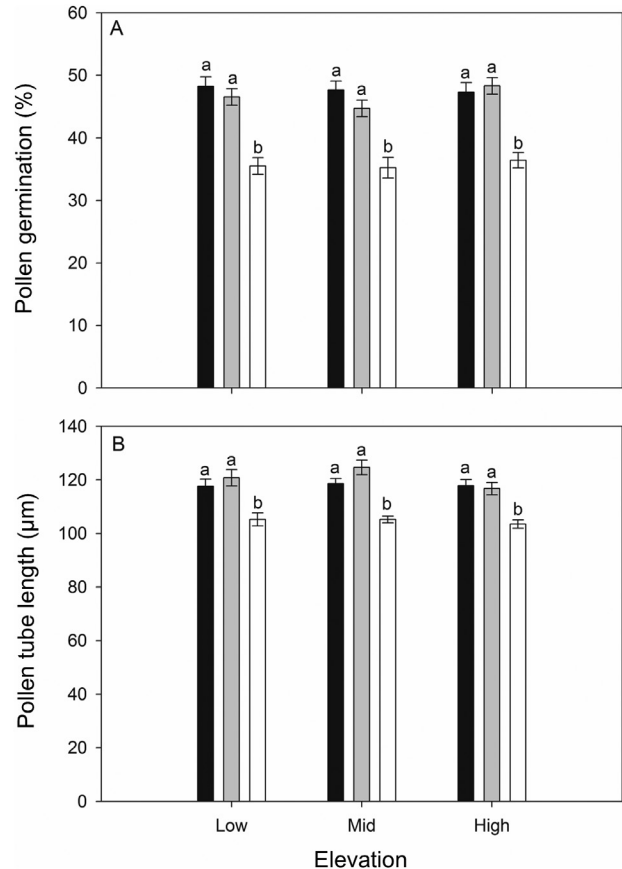 A
60
50
40
30
20
10
0
Pollen germination (%)
a a b
a a b
a a b
B
140
120
100
80
60
40
20
0
Pollen tube length (µm)
a a b
a a b
a a b
Low Mid High
Elevation